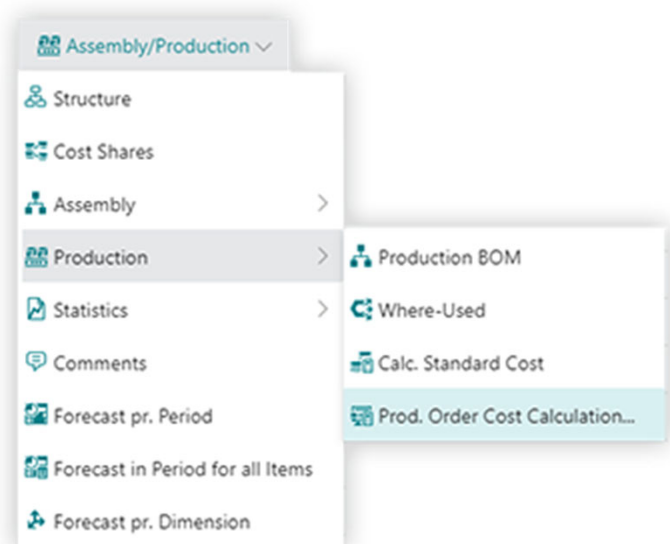 Assembly/Production
Structure
Cost Shares
Assembly
Production
Statistics
Comments
Forecast pr. Period
Forecast in Period for all Items
Forecast pr. Dimension
Production BOM
Where-Used
Calc. Standard Cost
Prod. Order Cost Calculation...